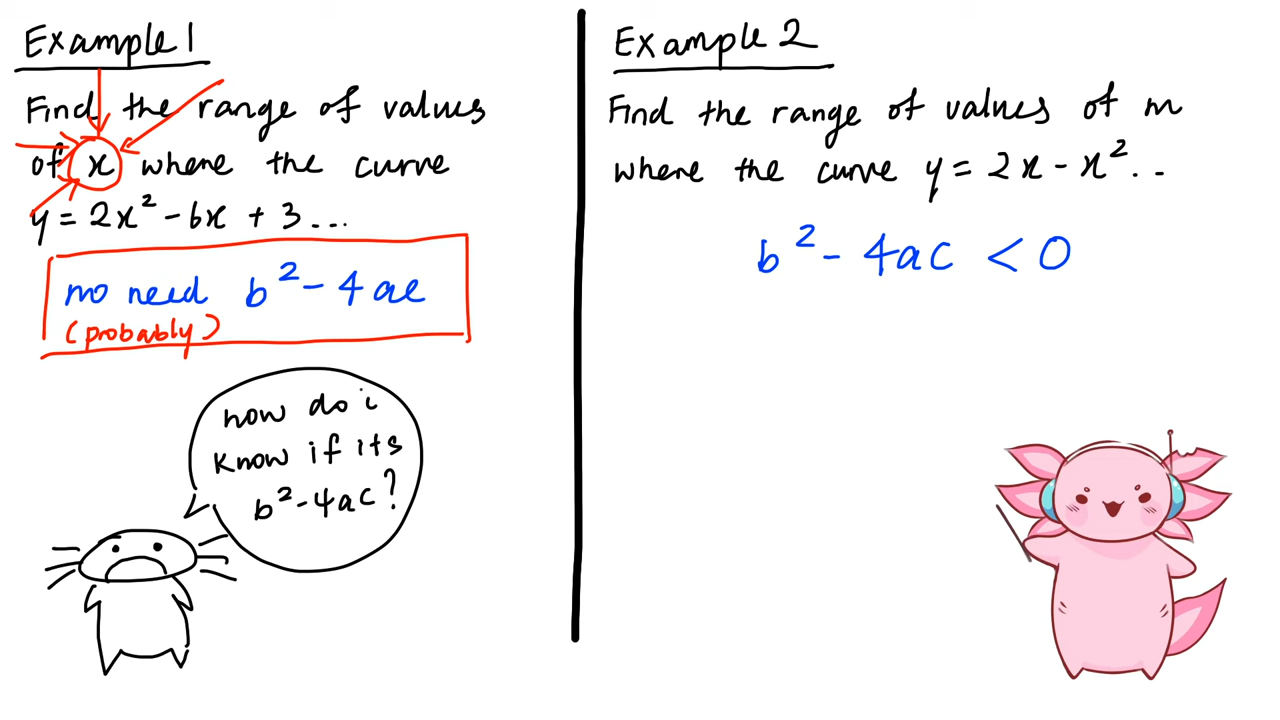 Example 1
Find the range of values
of x where the curve
y = 2x² - 6x + 3 ...
no need b² - 4ac
(probably)
how do i
know if its
b² - 4ac?
Example 2
Find the range of values of m
where the curve y = 2x - x² ..
b² - 4ac < 0